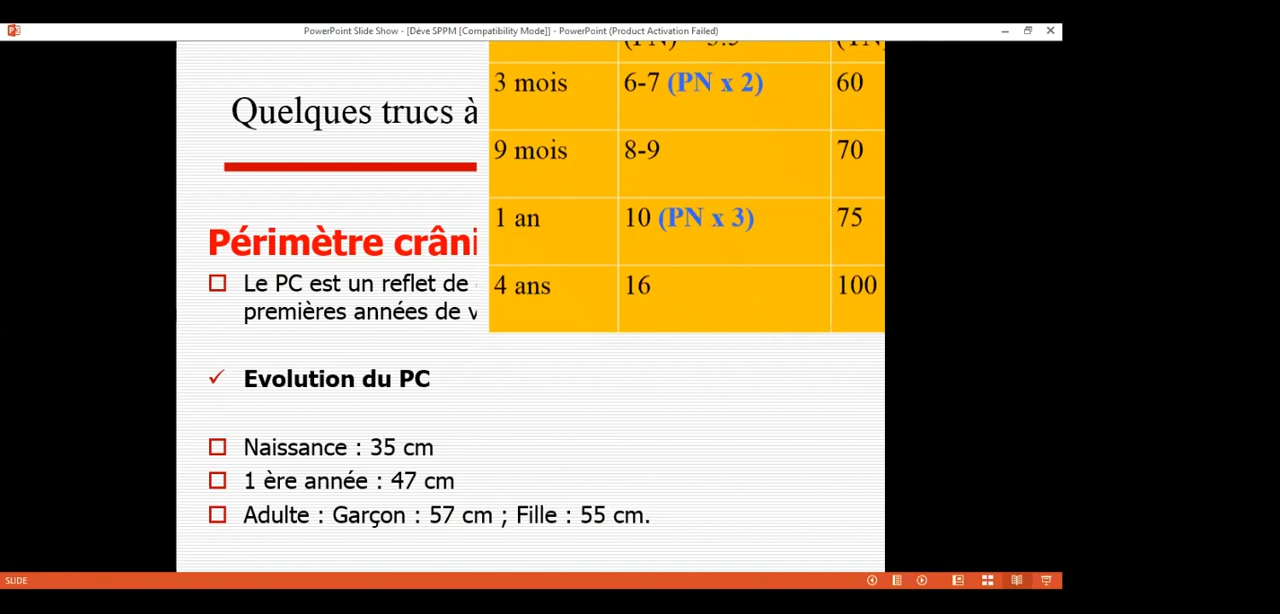 PowerPoint Slide Show - [Déve SPPM [Compatibility Mode]] - PowerPoint (Product Activation Failed)
Quelques trucs à
3 mois 6-7 (PN x 2) 60
9 mois 8-9 70
1 an 10 (PN x 3) 75
4 ans 16 100
Périmètre crâni
Le PC est un reflet de
premières années de v
Evolution du PC
Naissance : 35 cm
1 ère année : 47 cm
Adulte : Garçon : 57 cm ; Fille : 55 cm.
SLIDE